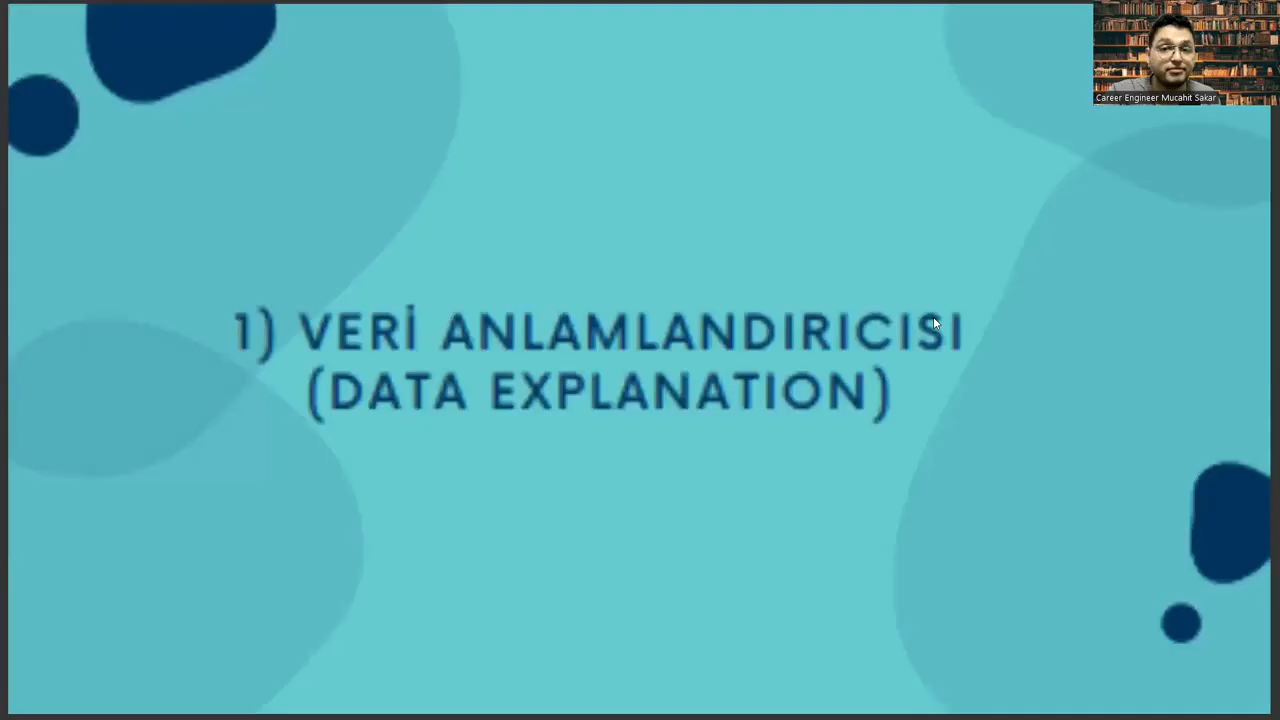 Career Engineer Mucahit Sakar
1) VERİ ANLAMLANDIRICISI
(DATA EXPLANATION)